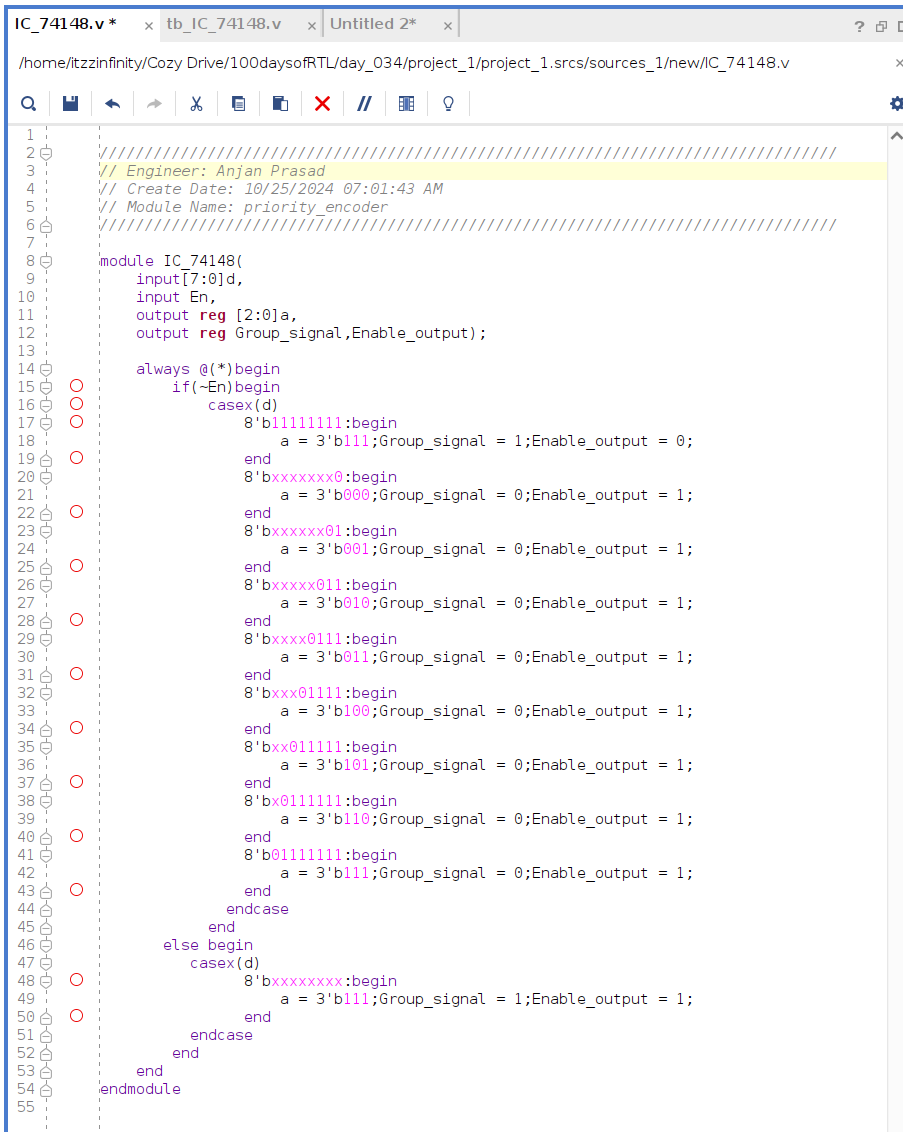 IC_74148.v * × tb_IC_74148.v × Untitled 2* × ?
/home/itzzinfinity/Cozy Drive/100daysofRTL/day_034/project_1/project_1.srcs/sources_1/new/IC_74148.v ×
1
2 //////////////////////////////////////////////////////////////////////////////////
3 // Engineer: Anjan Prasad
4 // Create Date: 10/25/2024 07:01:43 AM
5 // Module Name: priority_encoder
6 //////////////////////////////////////////////////////////////////////////////////
7
8 module IC_74148(
9 input[7:0]d,
10 input En,
11 output reg [2:0]a,
12 output reg Group_signal,Enable_output);
13
14 always @(*)begin
15 if(~En)begin
16 casex(d)
17 8'b11111111:begin
18 a = 3'b111;Group_signal = 1;Enable_output = 0;
19 end
20 8'bxxxxxxx0:begin
21 a = 3'b000;Group_signal = 0;Enable_output = 1;
22 end
23 8'bxxxxxx01:begin
24 a = 3'b001;Group_signal = 0;Enable_output = 1;
25 end
26 8'bxxxxx011:begin
27 a = 3'b010;Group_signal = 0;Enable_output = 1;
28 end
29 8'bxxxx0111:begin
30 a = 3'b011;Group_signal = 0;Enable_output = 1;
31 end
32 8'bxxx01111:begin
33 a = 3'b100;Group_signal = 0;Enable_output = 1;
34 end
35 8'bxx011111:begin
36 a = 3'b101;Group_signal = 0;Enable_output = 1;
37 end
38 8'bx0111111:begin
39 a = 3'b110;Group_signal = 0;Enable_output = 1;
40 end
41 8'b01111111:begin
42 a = 3'b111;Group_signal = 0;Enable_output = 1;
43 end
44 endcase
45 end
46 else begin
47 casex(d)
48 8'bxxxxxxxx:begin
49 a = 3'b111;Group_signal = 1;Enable_output = 1;
50 end
51 endcase
52 end
53 end
54 endmodule
55